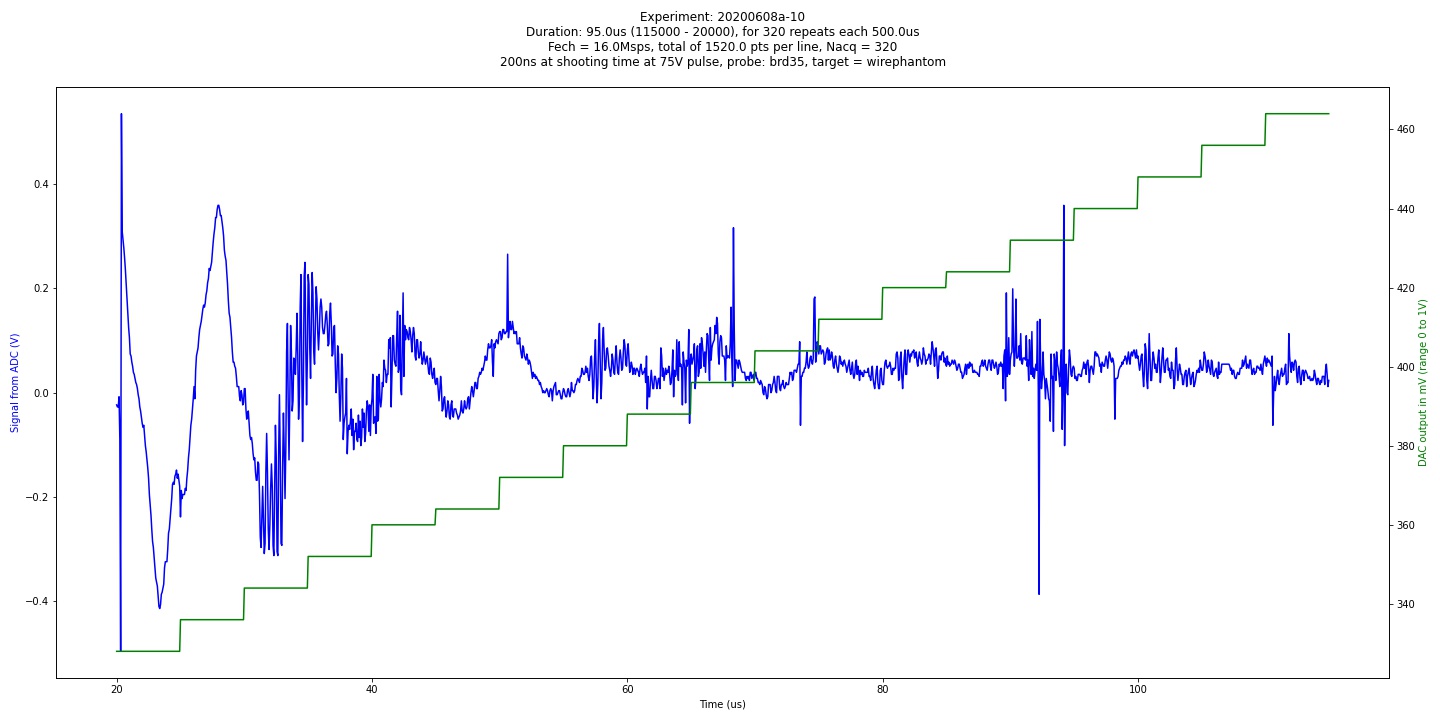 Experiment: 20200608a-10
Duration: 95.0us (115000 - 20000), for 320 repeats each 500.0us
Fech = 16.0Msps, total of 1520.0 pts per line, Nacq = 320
200ns at shooting time at 75V pulse, probe: brd35, target = wirephantom
Signal from ADC (V)
0.4
0.2
0.0
−0.2
−0.4
460
440
420
400
380
360
340
DAC output in mV (range 0 to 1V)
20
40
60
80
100
Time (us)